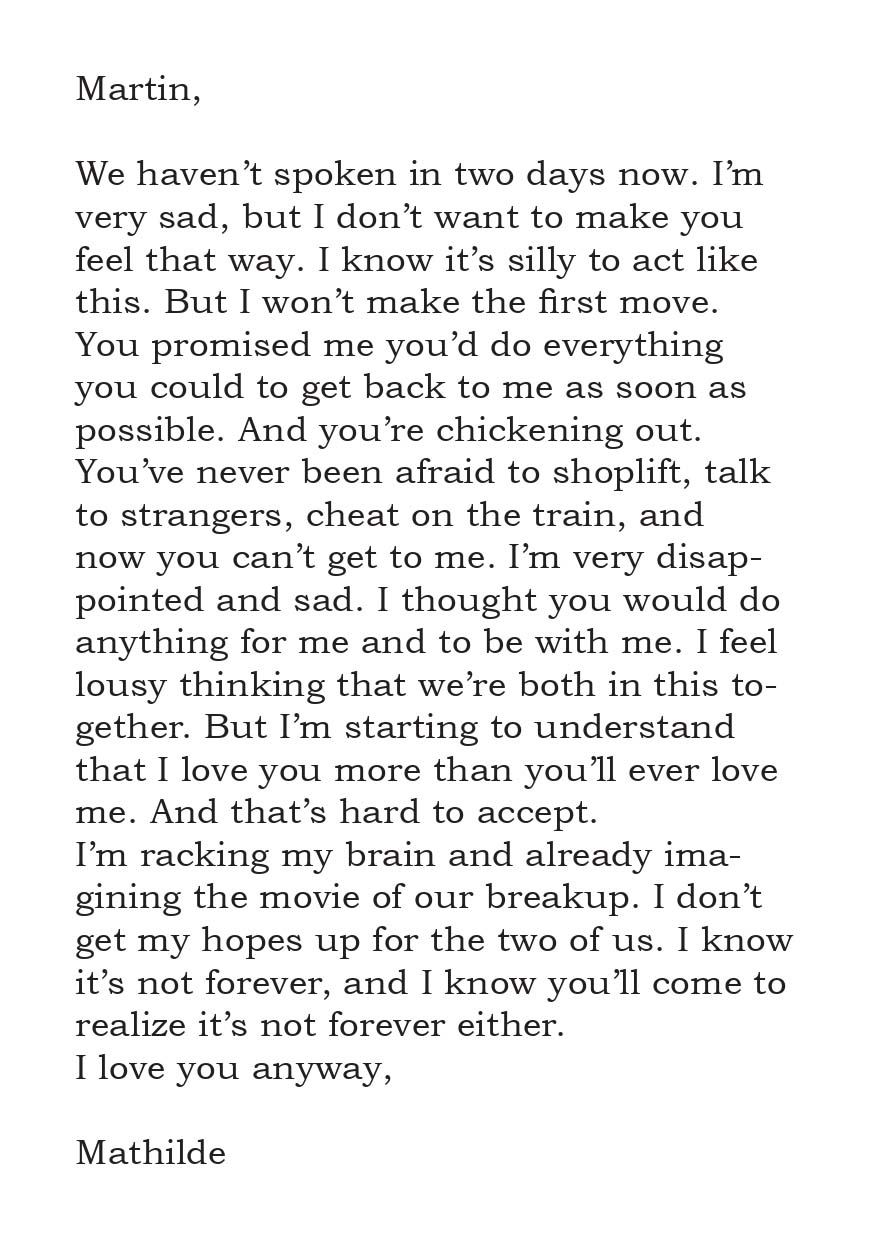 Martin,
We haven’t spoken in two days now. I’m
very sad, but I don’t want to make you
feel that way. I know it’s silly to act like
this. But I won’t make the first move.
You promised me you’d do everything
you could to get back to me as soon as
possible. And you’re chickening out.
You’ve never been afraid to shoplift, talk
to strangers, cheat on the train, and
now you can’t get to me. I’m very disap-
pointed and sad. I thought you would do
anything for me and to be with me. I feel
lousy thinking that we’re both in this to-
gether. But I’m starting to understand
that I love you more than you’ll ever love
me. And that’s hard to accept.
I’m racking my brain and already ima-
gining the movie of our breakup. I don’t
get my hopes up for the two of us. I know
it’s not forever, and I know you’ll come to
realize it’s not forever either.
I love you anyway,
Mathilde